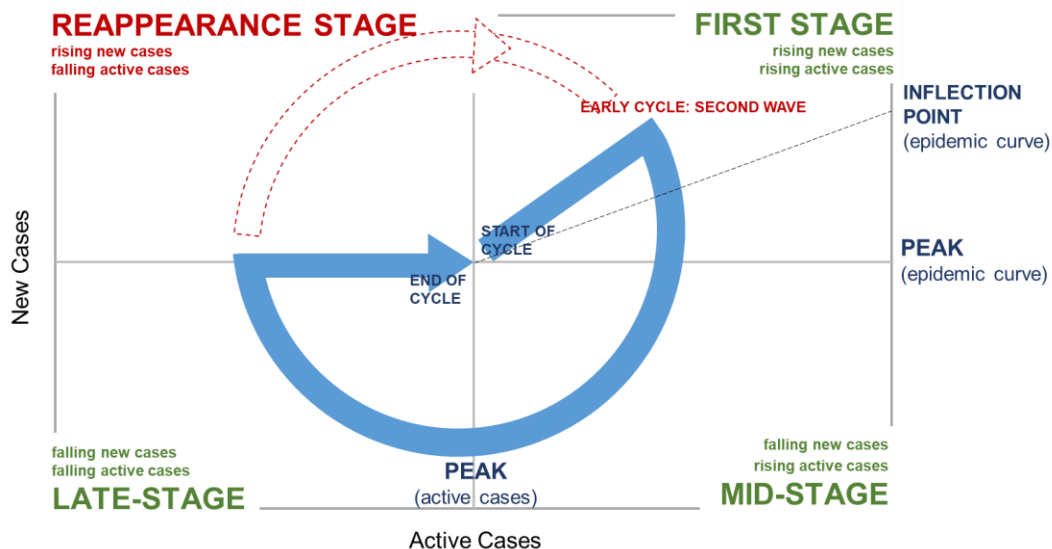 REAPPEARANCE STAGE
rising new cases
falling active cases
FIRST STAGE
rising new cases
rising active cases
INFLECTION
POINT
(epidemic curve)
EARLY CYCLE: SECOND WAVE
START OF
CYCLE
PEAK
(epidemic curve)
END OF
CYCLE
New Cases
falling new cases
falling active cases
LATE-STAGE
PEAK
(active cases)
falling new cases
rising active cases
MID-STAGE
Active Cases